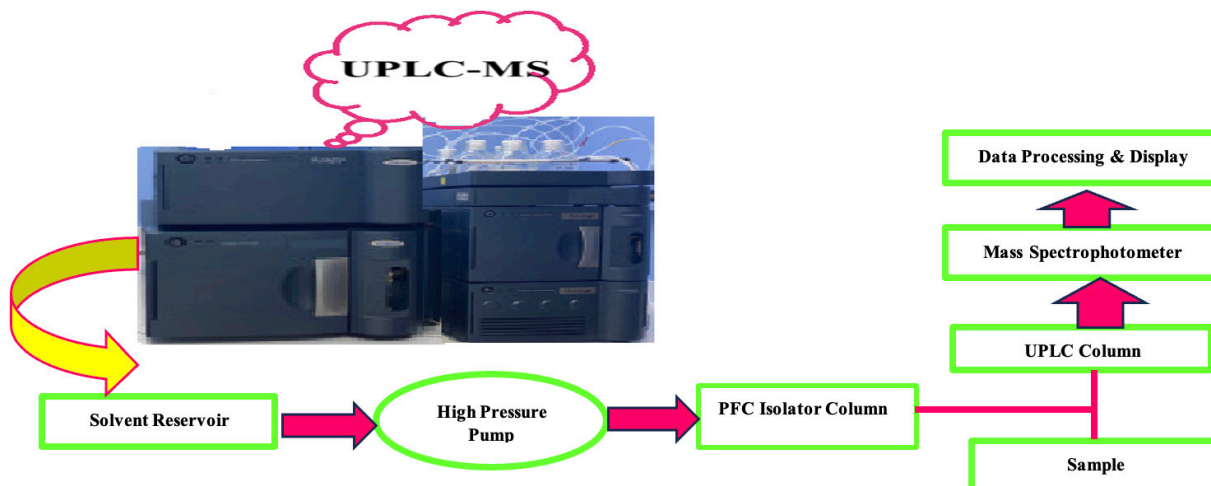 UPLC-MS
Data Processing & Display
Mass Spectrophotometer
UPLC Column
Solvent Reservoir
High Pressure
Pump
PFC Isolator Column
Sample